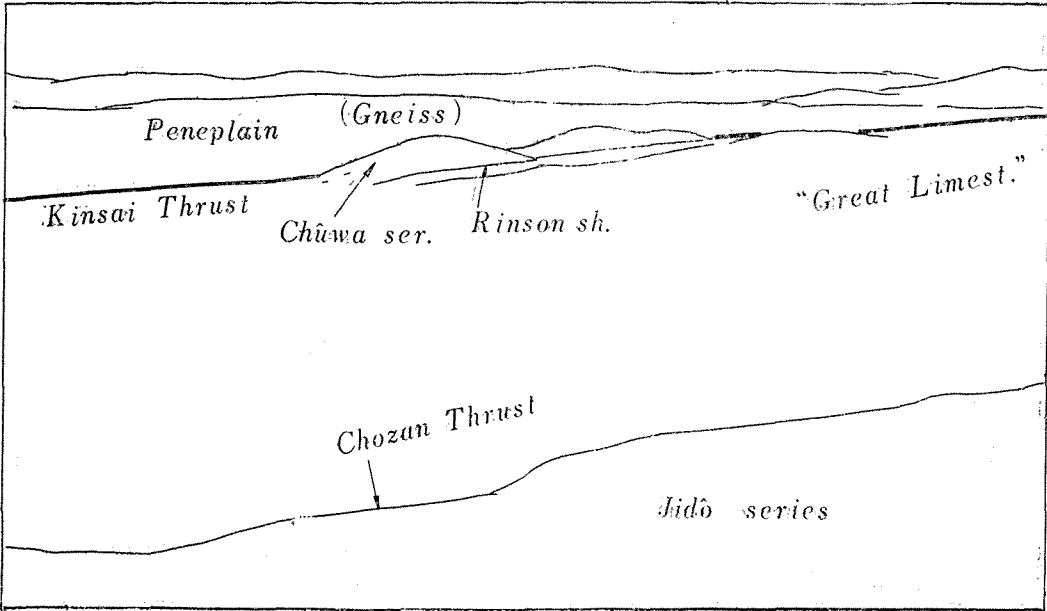 (Gneiss)
Peneplain
"Great Limest."
Kinsai Thrust
Chûwa ser.
Rinson sh.
Chozan Thrust
Jidô series